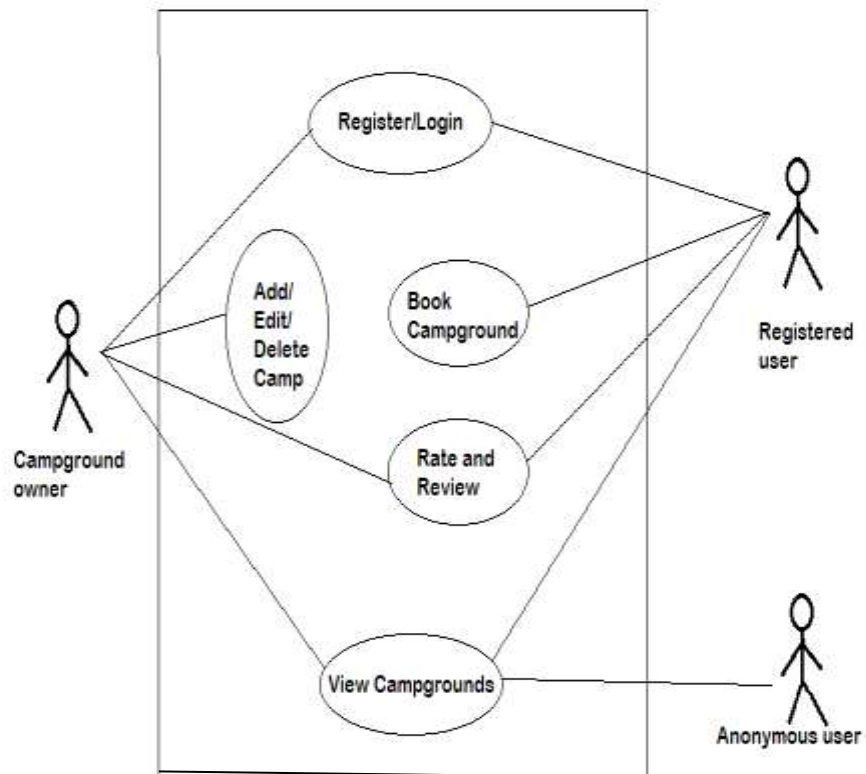 Register/Login
Add/
Edit/
Delete
Camp
Book
Campground
Registered
user
Campground
owner
Rate and
Review
View Campgrounds
Anonymous user